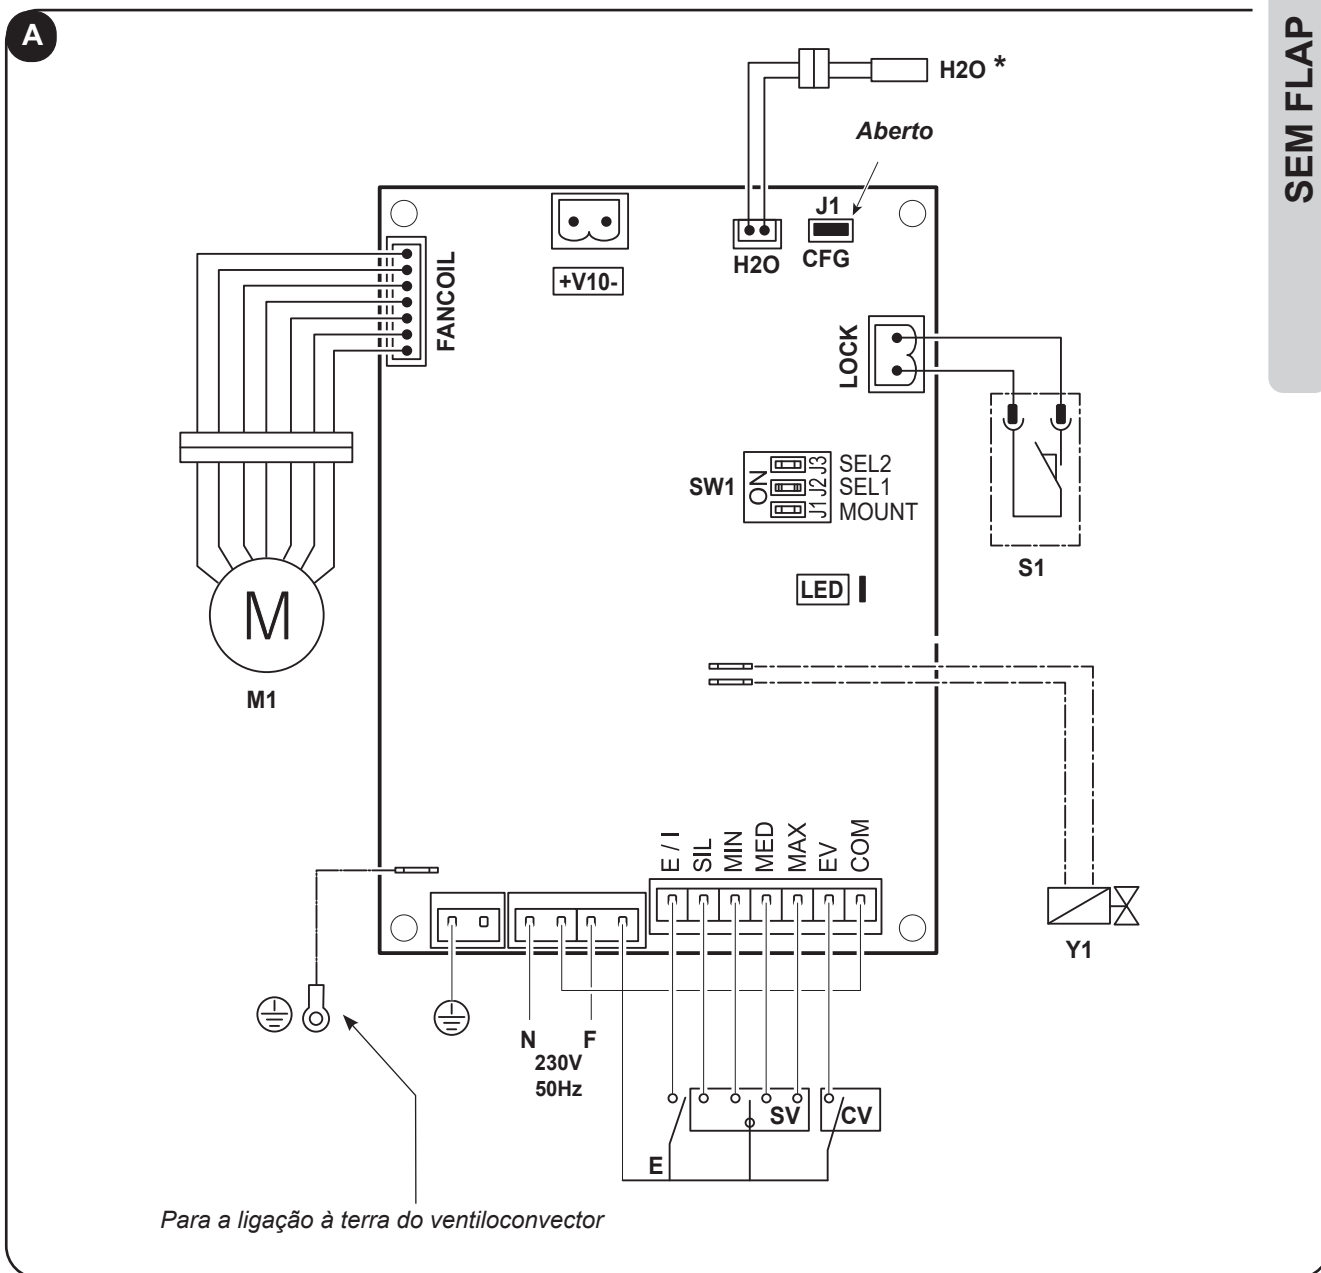 A
SEM FLAP
H2O *
Aberto
J1
H2O
CFG
+V10-
FANCOIL
LOCK
SW1
ON
J3 SEL2
J2 SEL1
J1 MOUNT
S1
LED
M
M1
E / I
SIL
MIN
MED
MAX
EV
COM
Y1
N
F
230V
50Hz
SV
CV
E
Para a ligação à terra do ventiloconvector